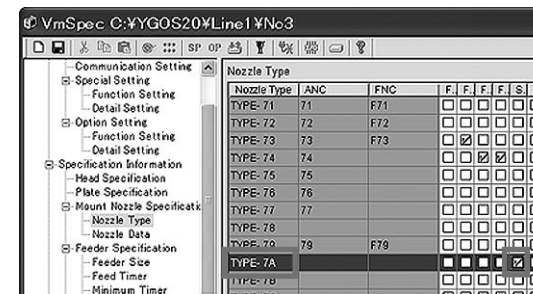 VmSpec C:¥YGOS20¥Line1¥No3
SP OP
Communication Setting
Special Setting
Function Setting
Detail Setting
Option Setting
Function Setting
Detail Setting
Specification Information
Head Specification
Plate Specification
Mount Nozzle Specificatic
Nozzle Type
Nozzle Data
Feeder Specification
Feeder Size
Feed Timer
Minimum Timer
Nozzle Type
Nozzle Type ANC FNC F. F. F. F. S.
TYPE- 71 71 F71
TYPE- 72 72 F72
TYPE- 73 73 F73
TYPE- 74 74
TYPE- 75 75
TYPE- 76 76
TYPE- 77 77
TYPE- 78
TYPE- 79 79 F79
TYPE- 7A
TYPE- 7B